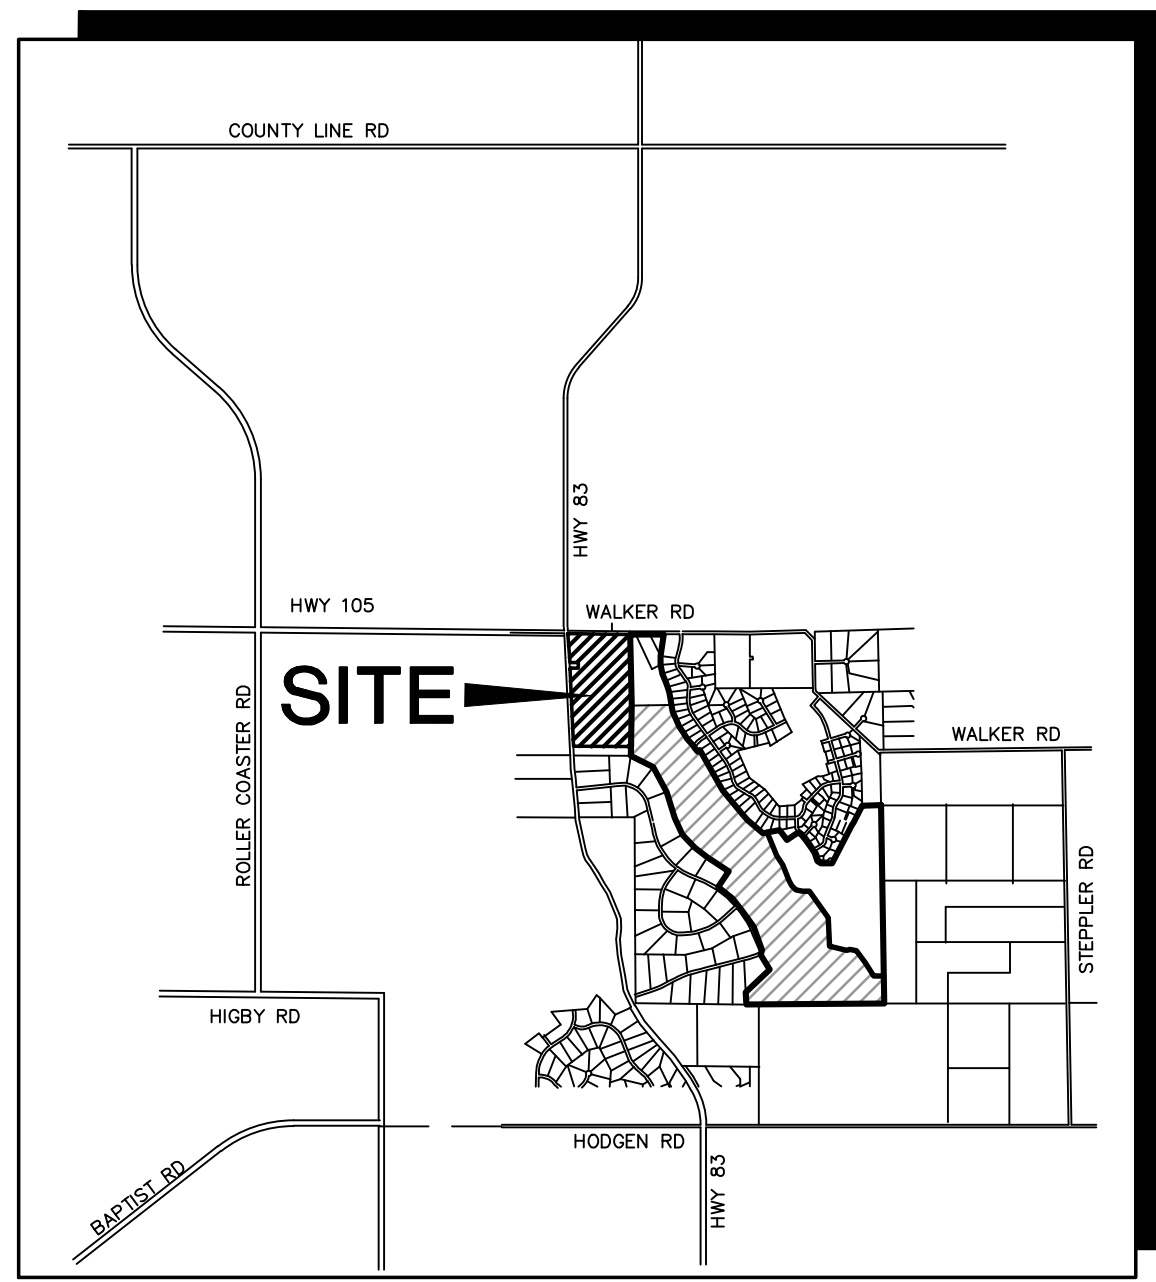 COUNTY LINE RD
HWY 83
HWY 105
WALKER RD
SITE
ROLLER COASTER RD
WALKER RD
STEPPLER RD
HIGBY RD
HODGEN RD
BAPTIST RD
HWY 83